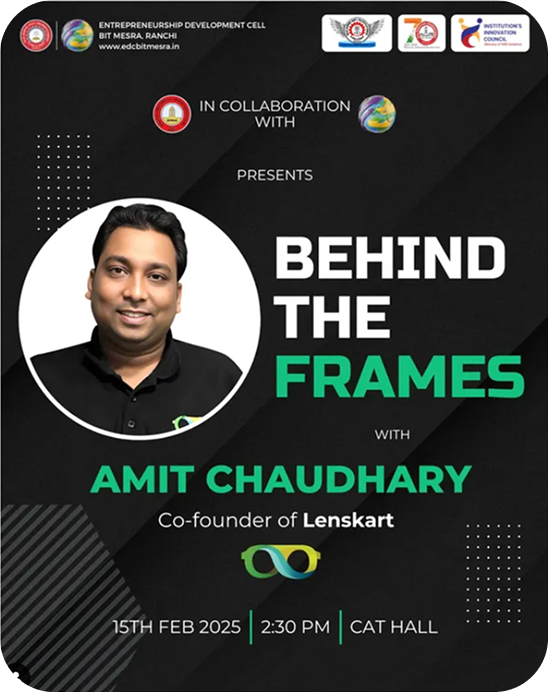 ENTREPRENEURSHIP DEVELOPMENT CELL
BIT MESRA, RANCHI
www.edcbitmesra.in
INSTITUTION'S
INNOVATION
COUNCIL
IN COLLABORATION
WITH
PRESENTS
BEHIND
THE
FRAMES
WITH
AMIT CHAUDHARY
Co-founder of Lenskart
15TH FEB 2025 | 2:30 PM | CAT HALL